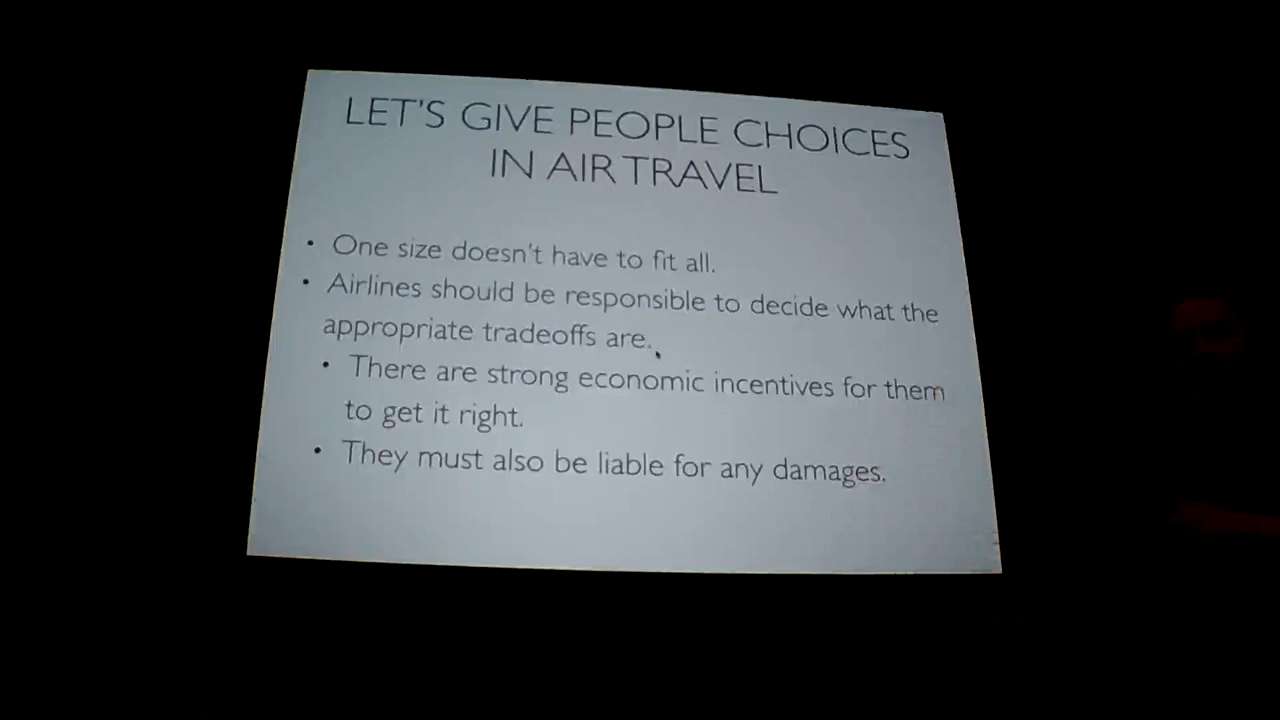 LET'S GIVE PEOPLE CHOICES
IN AIR TRAVEL
• One size doesn't have to fit all.
• Airlines should be responsible to decide what the
appropriate tradeoffs are.
• There are strong economic incentives for them
to get it right.
• They must also be liable for any damages.